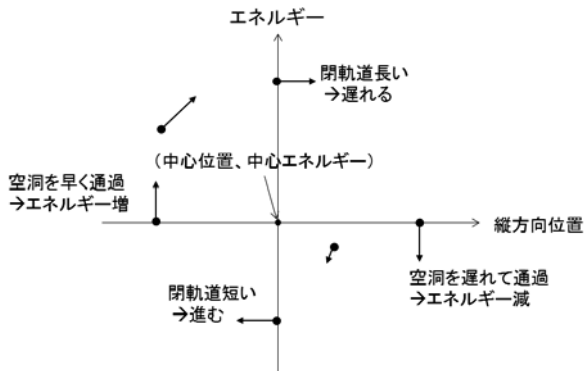 エネルギー
閉軌道長い
→遅れる
（中心位置、中心エネルギー）
空洞を早く通過
→エネルギー増
縦方向位置
空洞を遅れて通過
→エネルギー減
閉軌道短い
→進む